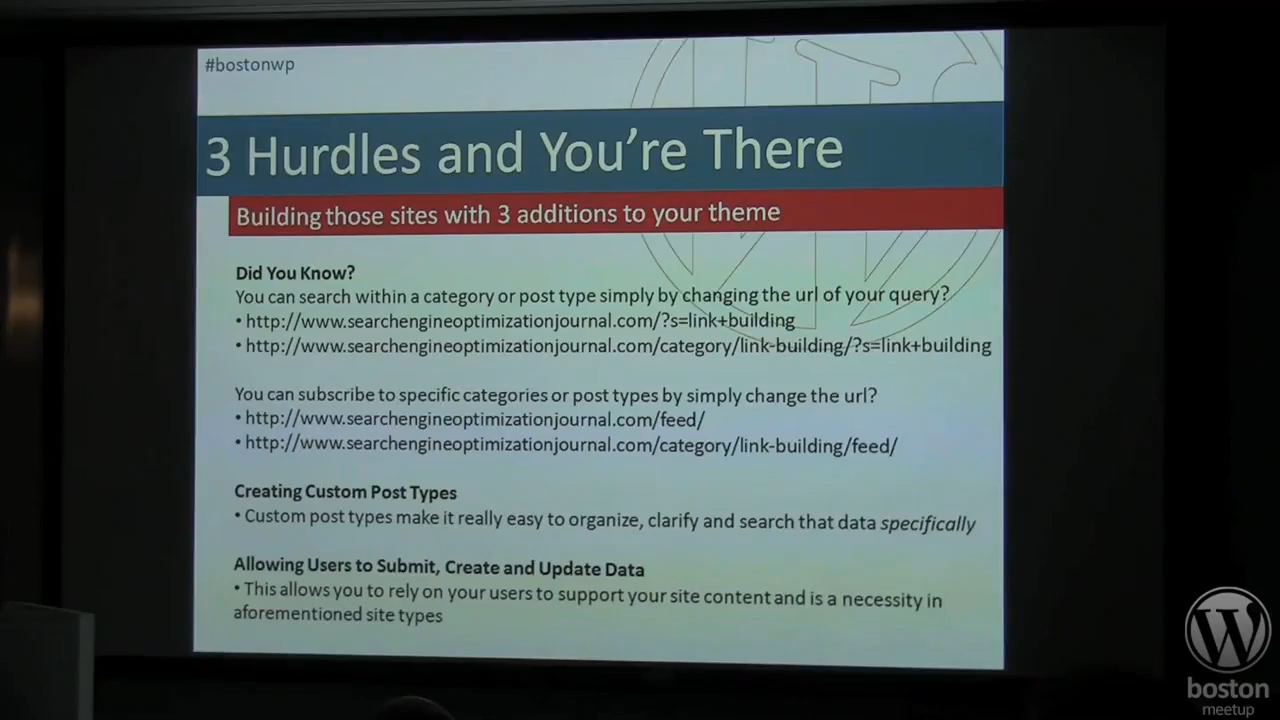 #bostonwp
3 Hurdles and You're There
Building those sites with 3 additions to your theme
Did You Know?
You can search within a category or post type simply by changing the url of your query?
• http://www.searchengineoptimizationjournal.com/?s=link+building
• http://www.searchengineoptimizationjournal.com/category/link-building/?s=link+building
You can subscribe to specific categories or post types by simply change the url?
• http://www.searchengineoptimizationjournal.com/feed/
• http://www.searchengineoptimizationjournal.com/category/link-building/feed/
Creating Custom Post Types
• Custom post types make it really easy to organize, clarify and search that data specifically
Allowing Users to Submit, Create and Update Data
• This allows you to rely on your users to support your site content and is a necessity in
aforementioned site types
boston
meetup